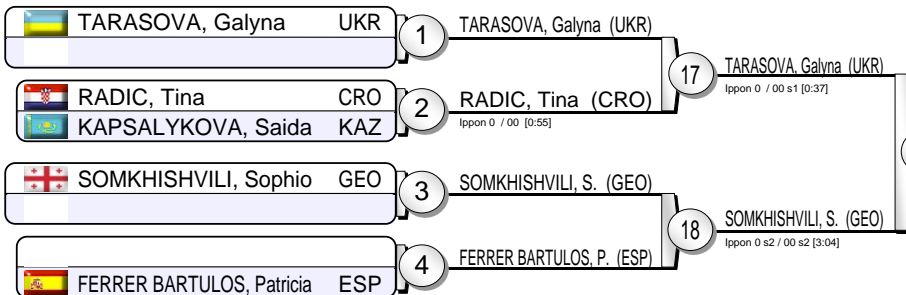 TARASOVA, Galyna UKR
1
TARASOVA, Galyna (UKR)
RADIC, Tina CRO
KAPSALYKOVA, Saida KAZ
2
RADIC, Tina (CRO)
Ippon 0 / 00 [0:55]
17
TARASOVA, Galyna (UKR)
Ippon 0 / 00 s1 [0:37]
SOMKHISHVILI, Sophio GEO
3
SOMKHISHVILI, S. (GEO)
FERRER BARTULOS, Patricia ESP
4
FERRER BARTULOS, P. (ESP)
18
SOMKHISHVILI, S. (GEO)
Ippon 0 s2 / 00 s2 [3:04]